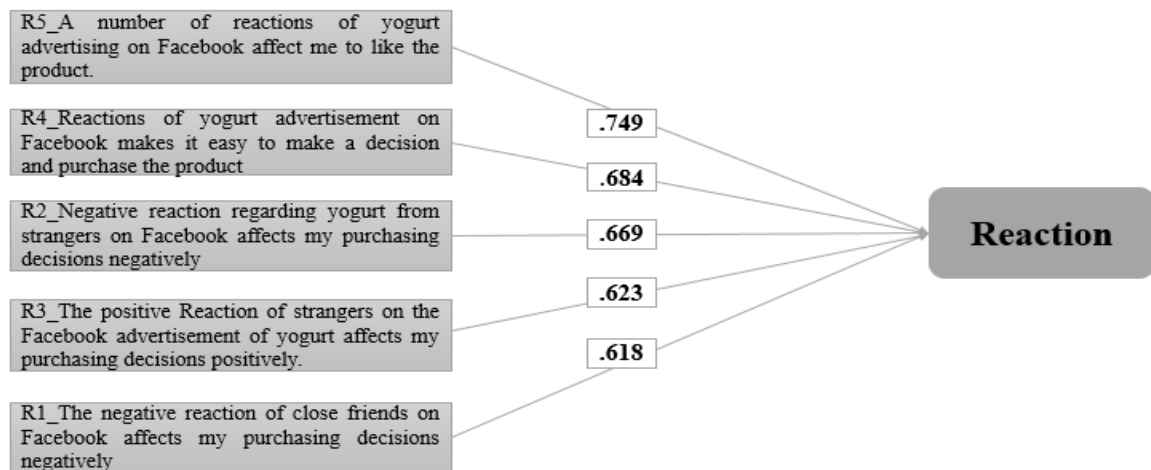 R5_A number of reactions of yogurt
advertising on Facebook affect me to like the
product.
R4_Reactions of yogurt advertisement on
Facebook makes it easy to make a decision
and purchase the product
R2_Negative reaction regarding yogurt from
strangers on Facebook affects my purchasing
decisions negatively
R3_The positive Reaction of strangers on the
Facebook advertisement of yogurt affects my
purchasing decisions positively.
R1_The negative reaction of close friends on
Facebook affects my purchasing decisions
negatively
.749
.684
.669
.623
.618
Reaction